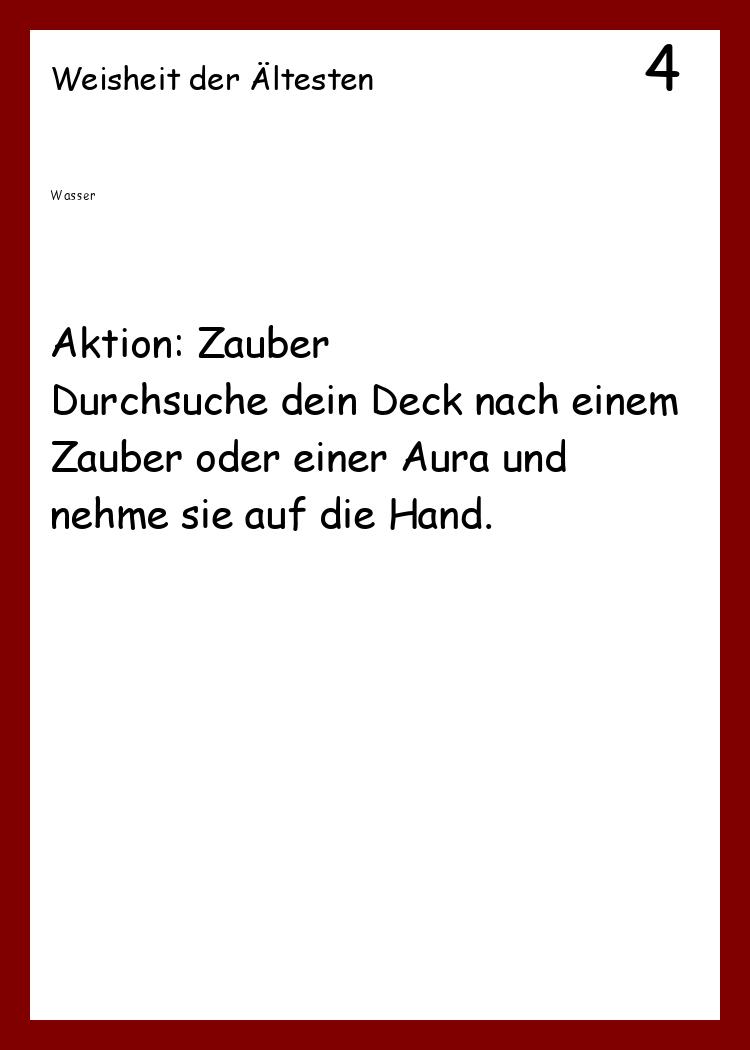 Weisheit der Ältesten 4
Wasser
Aktion: Zauber
Durchsuche dein Deck nach einem
Zauber oder einer Aura und
nehme sie auf die Hand.